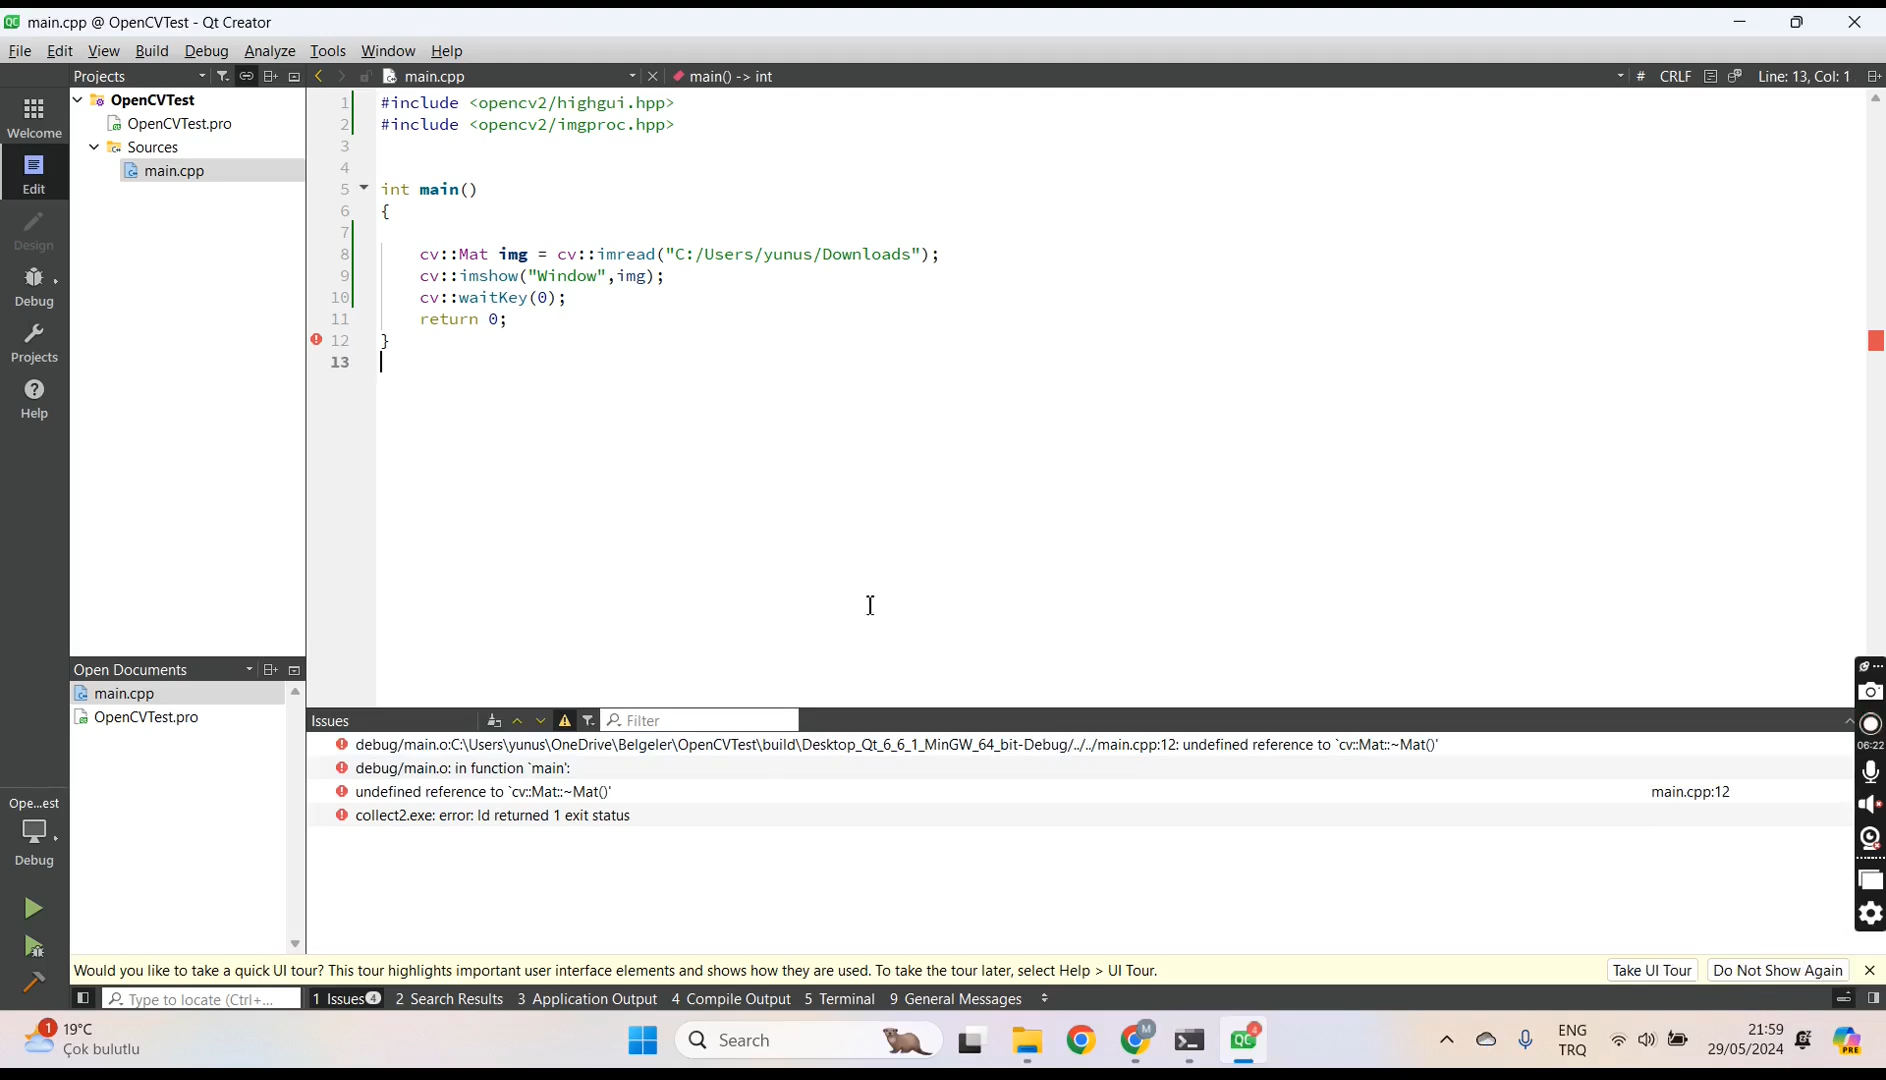 main.cpp @ OpenCVTest - Qt Creator
File Edit View Build Debug Analyze Tools Window Help
Projects
main.cpp
main() -> int
# CRLF Line: 13, Col: 1
OpenCVTest
OpenCVTest.pro
Sources
main.cpp
Welcome
Edit
Design
Debug
Projects
Help
1 #include <opencv2/highgui.hpp>
2 #include <opencv2/imgproc.hpp>
3
4
5 int main()
6 {
7
8 cv::Mat img = cv::imread("C:/Users/yunus/Downloads");
9 cv::imshow("Window",img);
10 cv::waitKey(0);
11 return 0;
12 }
13
Open Documents
main.cpp
OpenCVTest.pro
Issues Filter
debug/main.o:C:\Users\yunus\OneDrive\Belgeler\OpenCVTest\build\Desktop_Qt_6_6_1_MinGW_64_bit-Debug/../../main.cpp:12: undefined reference to `cv::Mat::~Mat()'
debug/main.o: in function `main':
undefined reference to `cv::Mat::~Mat()' main.cpp:12
collect2.exe: error: ld returned 1 exit status
06:22
Ope...est
Debug
Would you like to take a quick UI tour? This tour highlights important user interface elements and shows how they are used. To take the tour later, select Help > UI Tour. Take UI Tour Do Not Show Again
Type to locate (Ctrl+... 1 Issues 4 2 Search Results 3 Application Output 4 Compile Output 5 Terminal 9 General Messages
1
19°C
Çok bulutlu
Search
M
QC
4
ENG
TRQ
21:59
29/05/2024
PRE